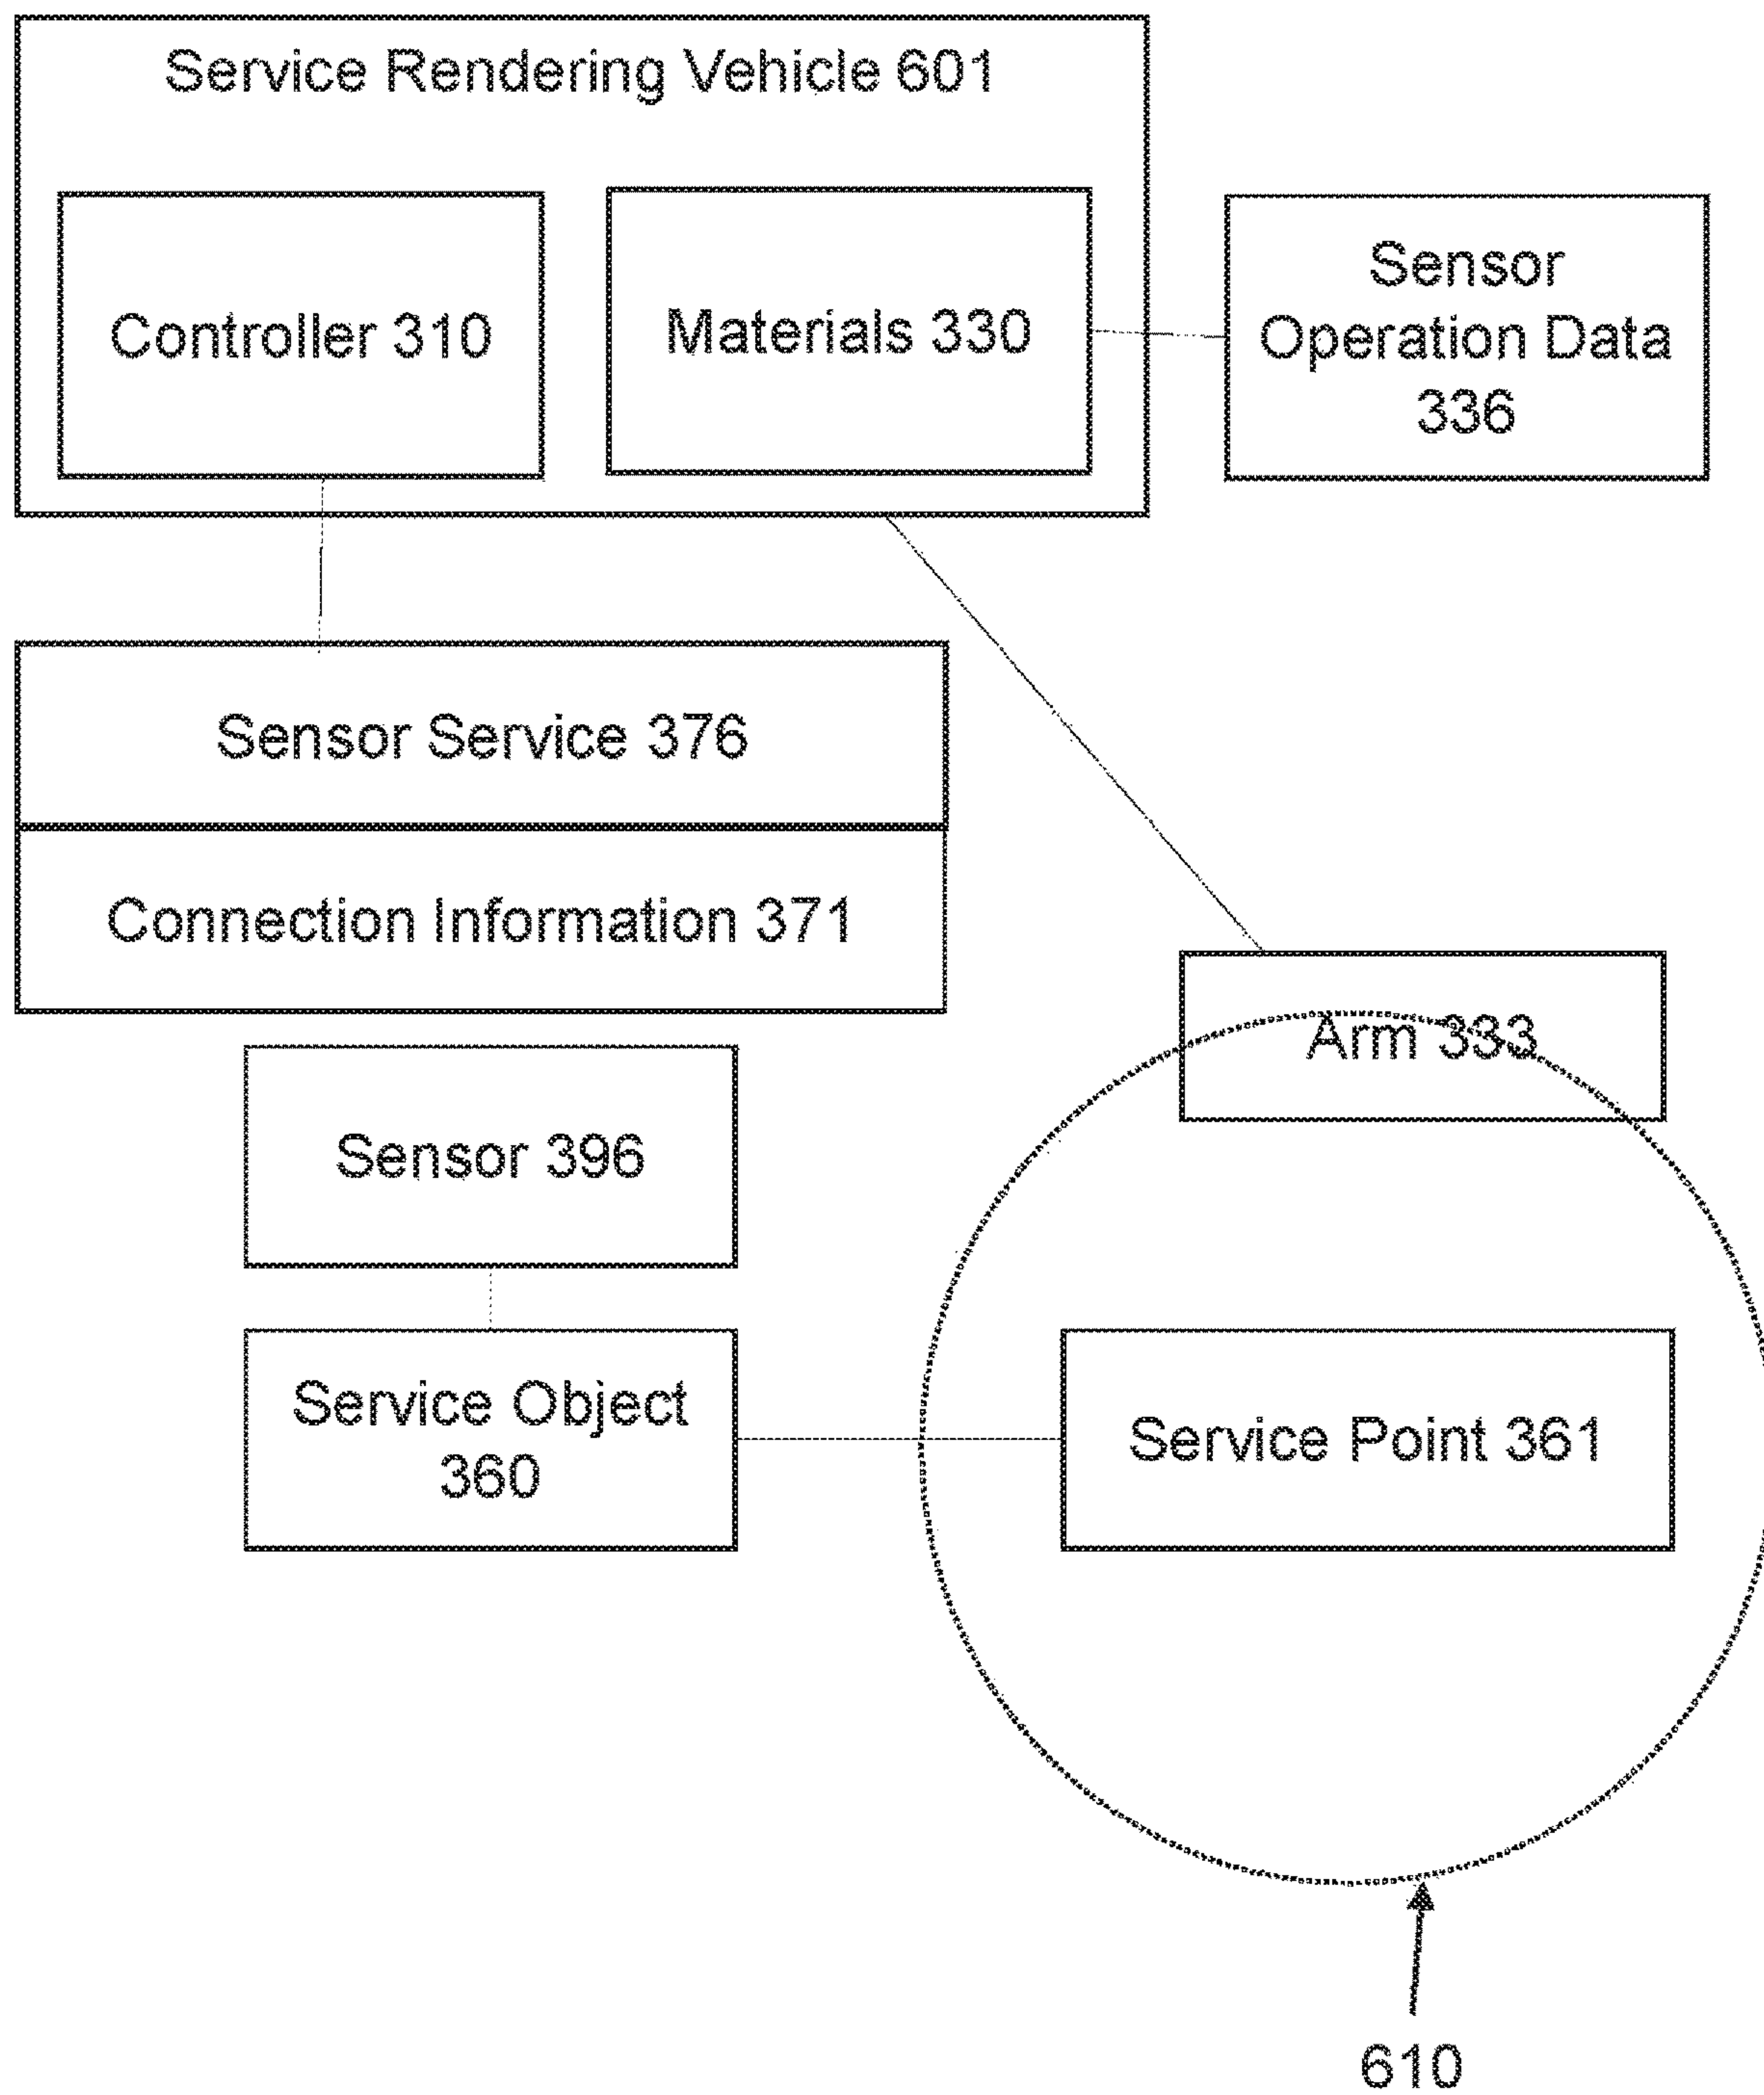 Service Rendering Vehicle 601
Controller 310
Materials 330
Sensor
Operation Data
336
Sensor Service 376
Connection Information 371
Arm 333
Sensor 396
Service Object
360
Service Point 361
610